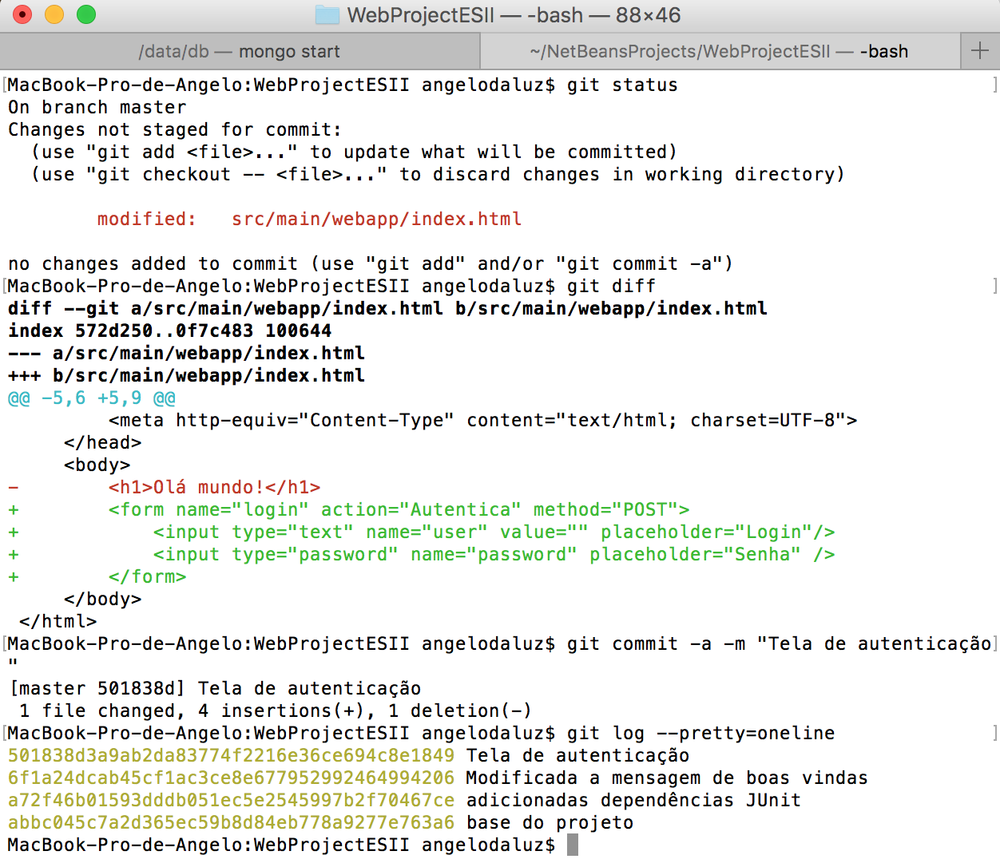 WebProjectESII — -bash — 88×46
/data/db — mongo start
~/NetBeansProjects/WebProjectESII — -bash
[MacBook-Pro-de-Angelo:WebProjectESII angelodaluz$ git status]
On branch master
Changes not staged for commit:
  (use "git add <file>..." to update what will be committed)
  (use "git checkout -- <file>..." to discard changes in working directory)
        modified:   src/main/webapp/index.html
no changes added to commit (use "git add" and/or "git commit -a")
[MacBook-Pro-de-Angelo:WebProjectESII angelodaluz$ git diff]
diff --git a/src/main/webapp/index.html b/src/main/webapp/index.html
index 572d250..0f7c483 100644
--- a/src/main/webapp/index.html
+++ b/src/main/webapp/index.html
@@ -5,6 +5,9 @@
         <meta http-equiv="Content-Type" content="text/html; charset=UTF-8">
     </head>
     <body>
-        <h1>Olá mundo!</h1>
+        <form name="login" action="Autentica" method="POST">
+            <input type="text" name="user" value="" placeholder="Login"/>
+            <input type="password" name="password" placeholder="Senha" />
+        </form>
     </body>
 </html>
[MacBook-Pro-de-Angelo:WebProjectESII angelodaluz$ git commit -a -m "Tela de autenticação]
"
[master 501838d] Tela de autenticação
 1 file changed, 4 insertions(+), 1 deletion(-)
[MacBook-Pro-de-Angelo:WebProjectESII angelodaluz$ git log --pretty=oneline]
501838d3a9ab2da83774f2216e36ce694c8e1849 Tela de autenticação
6f1a24dcab45cf1ac3ce8e677952992464994206 Modificada a mensagem de boas vindas
a72f46b01593dddb051ec5e2545997b2f70467ce adicionadas dependências JUnit
abbc045c7a2d365ec59b8d84eb778a9277e763a6 base do projeto
MacBook-Pro-de-Angelo:WebProjectESII angelodaluz$